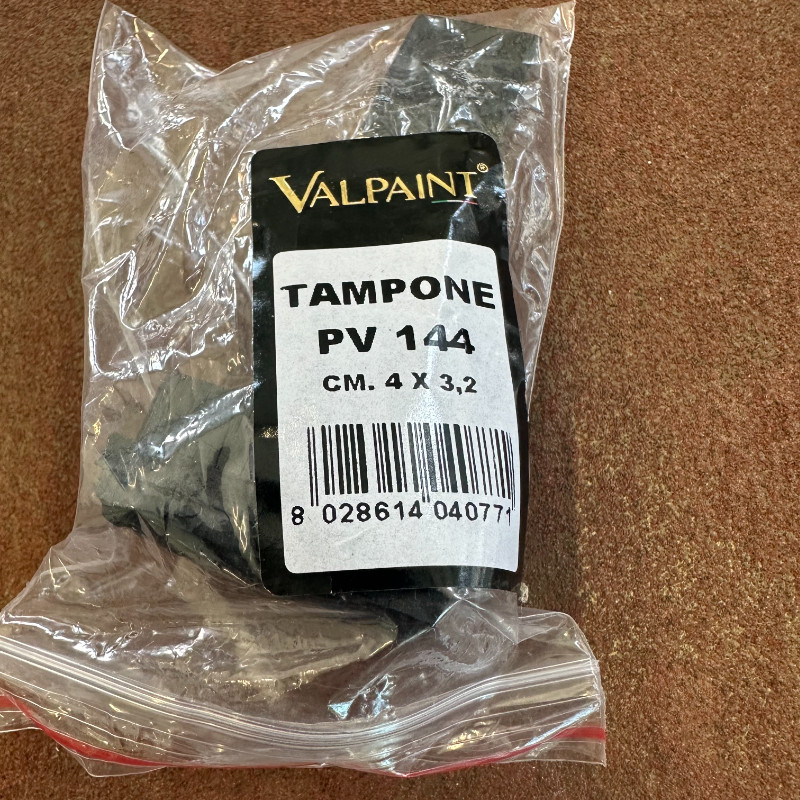 VALPAINT®
TAMPONE
PV 144
CM. 4 X 3,2
8 028614 040771